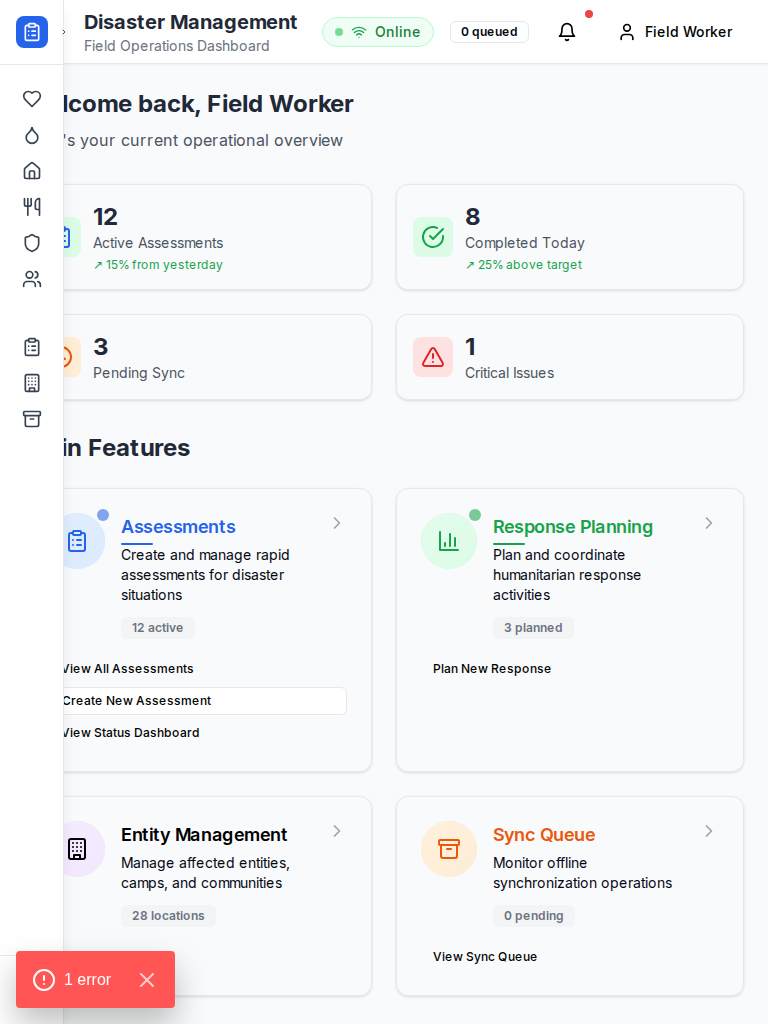 Disaster Management
Field Operations Dashboard
Online
0 queued
Field Worker
lcome back, Field Worker
's your current operational overview
12
Active Assessments
↗ 15% from yesterday
8
Completed Today
↗ 25% above target
3
Pending Sync
1
Critical Issues
in Features
Assessments
Create and manage rapid
assessments for disaster
situations
12 active
View All Assessments
Create New Assessment
View Status Dashboard
Response Planning
Plan and coordinate
humanitarian response
activities
3 planned
Plan New Response
Entity Management
Manage affected entities,
camps, and communities
28 locations
Sync Queue
Monitor offline
synchronization operations
0 pending
View Sync Queue
1 error